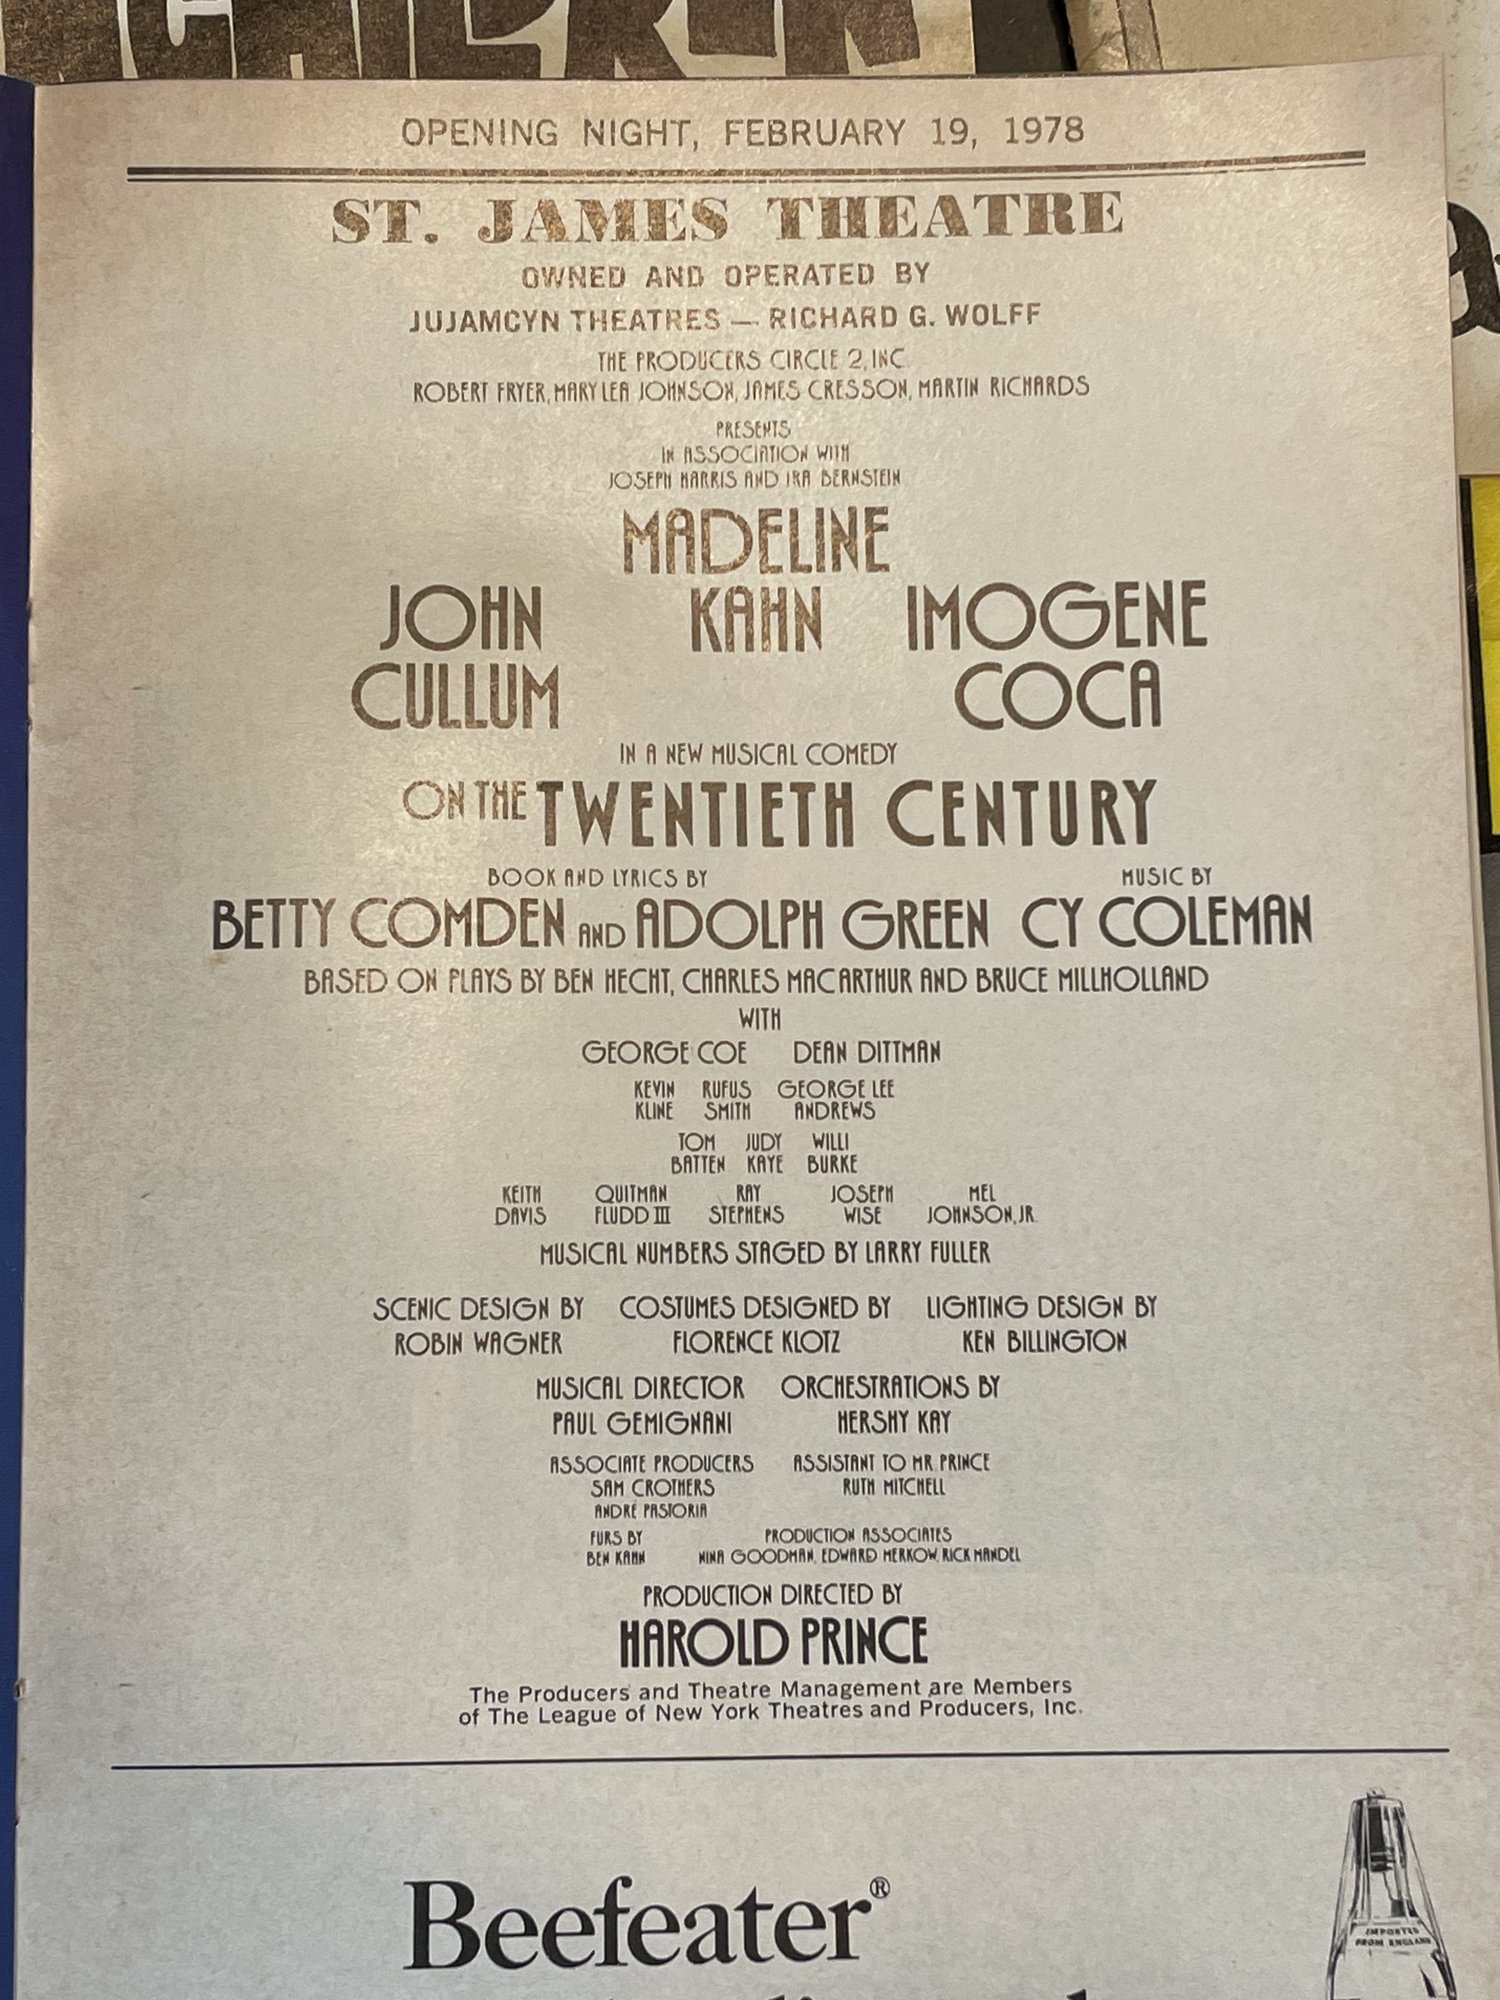 CHILDREN
OPENING NIGHT, FEBRUARY 19, 1978
ST. JAMES THEATRE
OWNED AND OPERATED BY
JUJAMCYN THEATRES — RICHARD G. WOLFF
THE PRODUCERS CIRCLE 2, INC.
ROBERT FRYER, MARY LEA JOHNSON, JAMES CRESSON, MARTIN RICHARDS
PRESENTS
IN ASSOCIATION WITH
JOSEPH HARRIS AND IRA BERNSTEIN
MADELINE
JOHN KAHN IMOGENE
CULLUM COCA
IN A NEW MUSICAL COMEDY
ON THE TWENTIETH CENTURY
BOOK AND LYRICS BY MUSIC BY
BETTY COMDEN AND ADOLPH GREEN CY COLEMAN
BASED ON PLAYS BY BEN HECHT, CHARLES MACARTHUR AND BRUCE MILLHOLLAND
WITH
GEORGE COE DEAN DITTMAN
KEVIN RUFUS GEORGE LEE
KLINE SMITH ANDREWS
TOM JUDY WILLI
BATTEN KAYE BURKE
KEITH QUITMAN RAY JOSEPH MEL
DAVIS FLUDD III STEPHENS WISE JOHNSON, JR.
MUSICAL NUMBERS STAGED BY LARRY FULLER
SCENIC DESIGN BY COSTUMES DESIGNED BY LIGHTING DESIGN BY
ROBIN WAGNER FLORENCE KLOTZ KEN BILLINGTON
MUSICAL DIRECTOR ORCHESTRATIONS BY
PAUL GEMIGNANI HERSHY KAY
ASSOCIATE PRODUCERS ASSISTANT TO MR. PRINCE
SAM CROTHERS RUTH MITCHELL
ANDRÉ PASTORIA
FURS BY PRODUCTION ASSOCIATES
BEN KAHN NINA GOODMAN, EDWARD MERKOW, RICK MANDEL
PRODUCTION DIRECTED BY
HAROLD PRINCE
The Producers and Theatre Management are Members
of The League of New York Theatres and Producers, Inc.
Beefeater®
IMPORTED
FROM ENGLAND